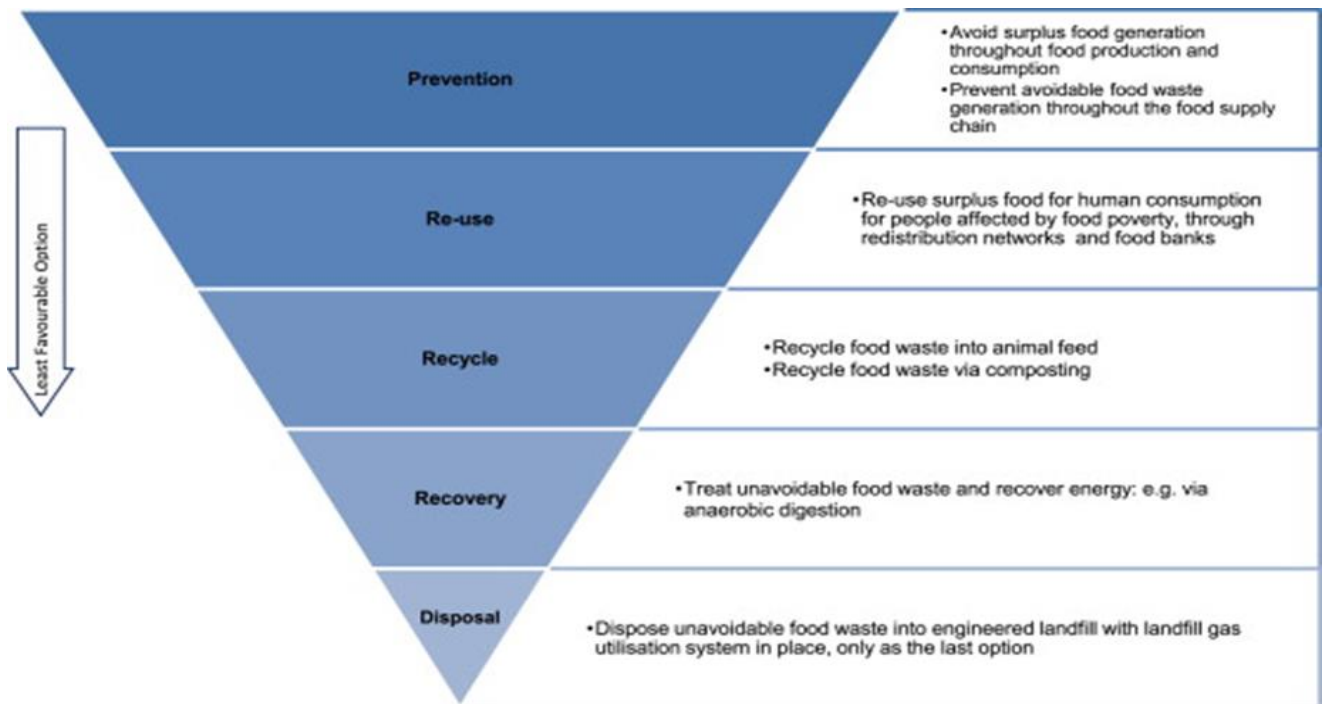 Prevention
•Avoid surplus food generation
throughout food production and
consumption
•Prevent avoidable food waste
generation throughout the food supply
chain
Least Favourable Option
Re-use
•Re-use surplus food for human consumption
for people affected by food poverty, through
redistribution networks and food banks
Recycle
•Recycle food waste into animal feed
•Recycle food waste via composting
Recovery
•Treat unavoidable food waste and recover energy: e.g. via
anaerobic digestion
Disposal
•Dispose unavoidable food waste into engineered landfill with landfill gas
utilisation system in place, only as the last option